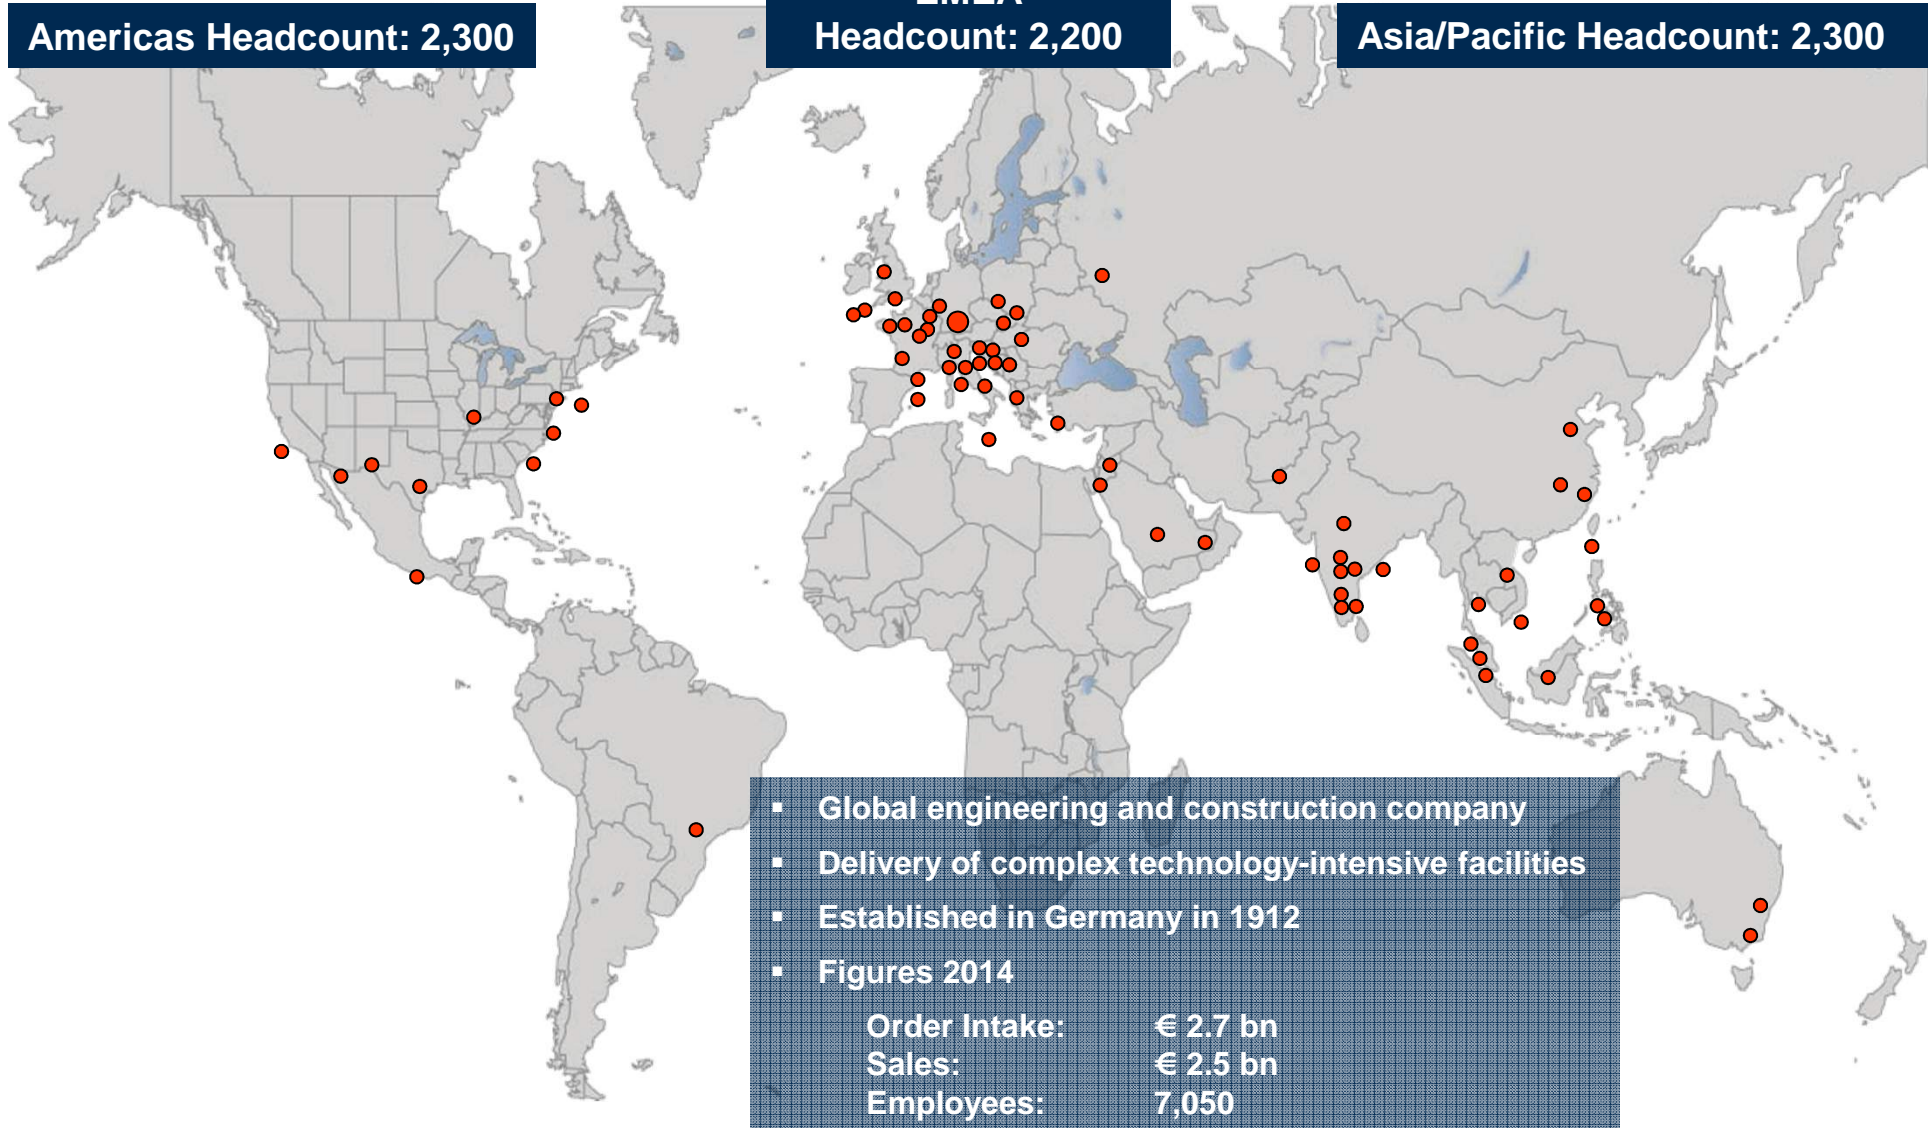 Americas Headcount: 2,300
EMEA
Headcount: 2,200
Asia/Pacific Headcount: 2,300
▪ Global engineering and construction company
▪ Delivery of complex technology-intensive facilities
▪ Established in Germany in 1912
▪ Figures 2014
Order Intake: € 2.7 bn
Sales: € 2.5 bn
Employees: 7,050